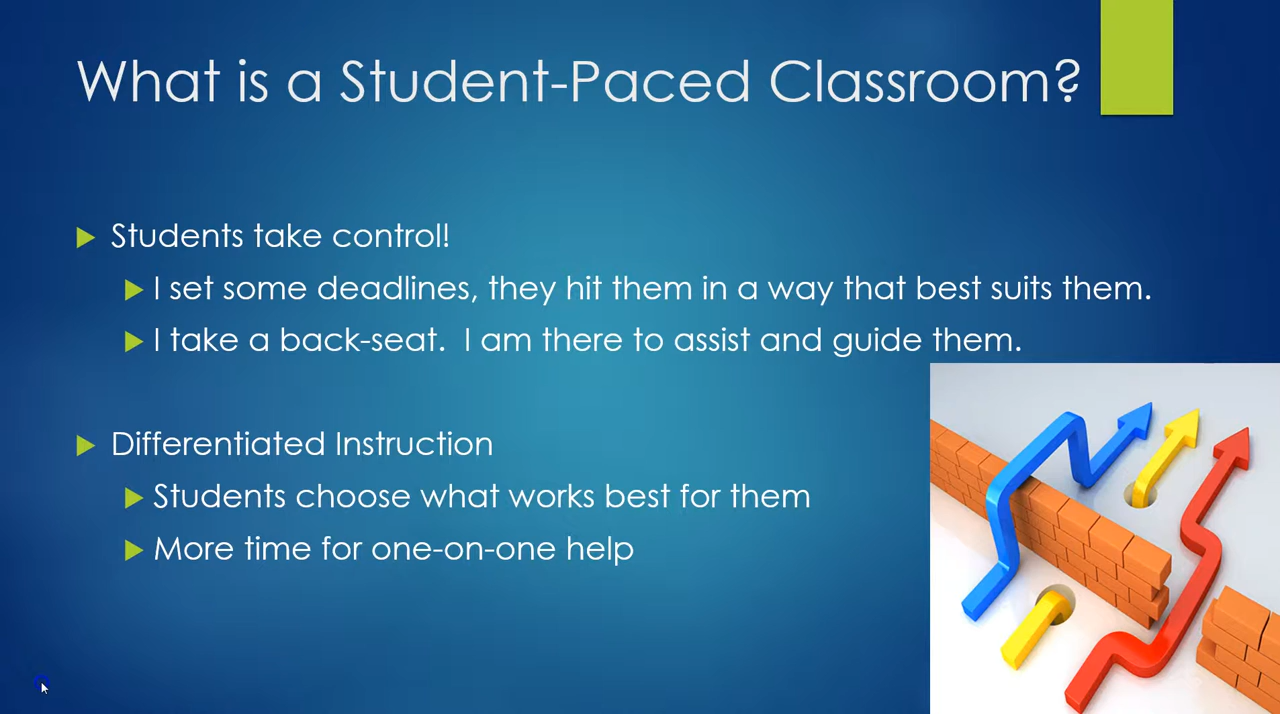 What is a Student-Paced Classroom?
Students take control!
I set some deadlines, they hit them in a way that best suits them.
I take a back-seat.  I am there to assist and guide them.
Differentiated Instruction
Students choose what works best for them
More time for one-on-one help